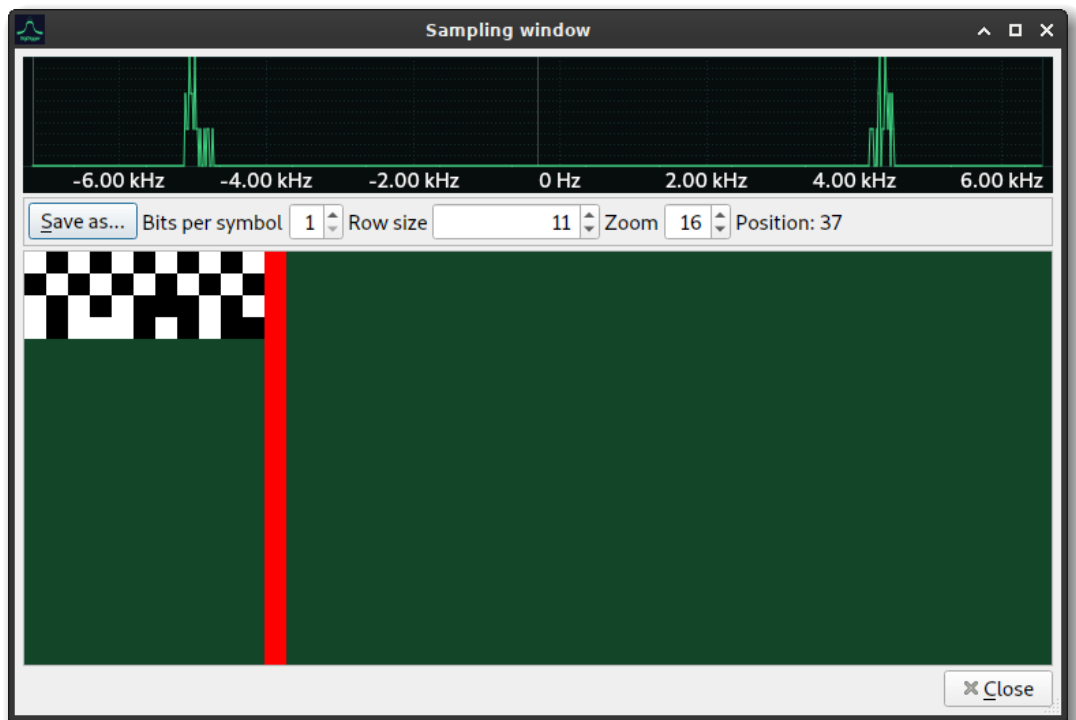 Sampling window
-6.00 kHz -4.00 kHz -2.00 kHz 0 Hz 2.00 kHz 4.00 kHz 6.00 kHz
Save as... Bits per symbol 1 Row size 11 Zoom 16 Position: 37
Close